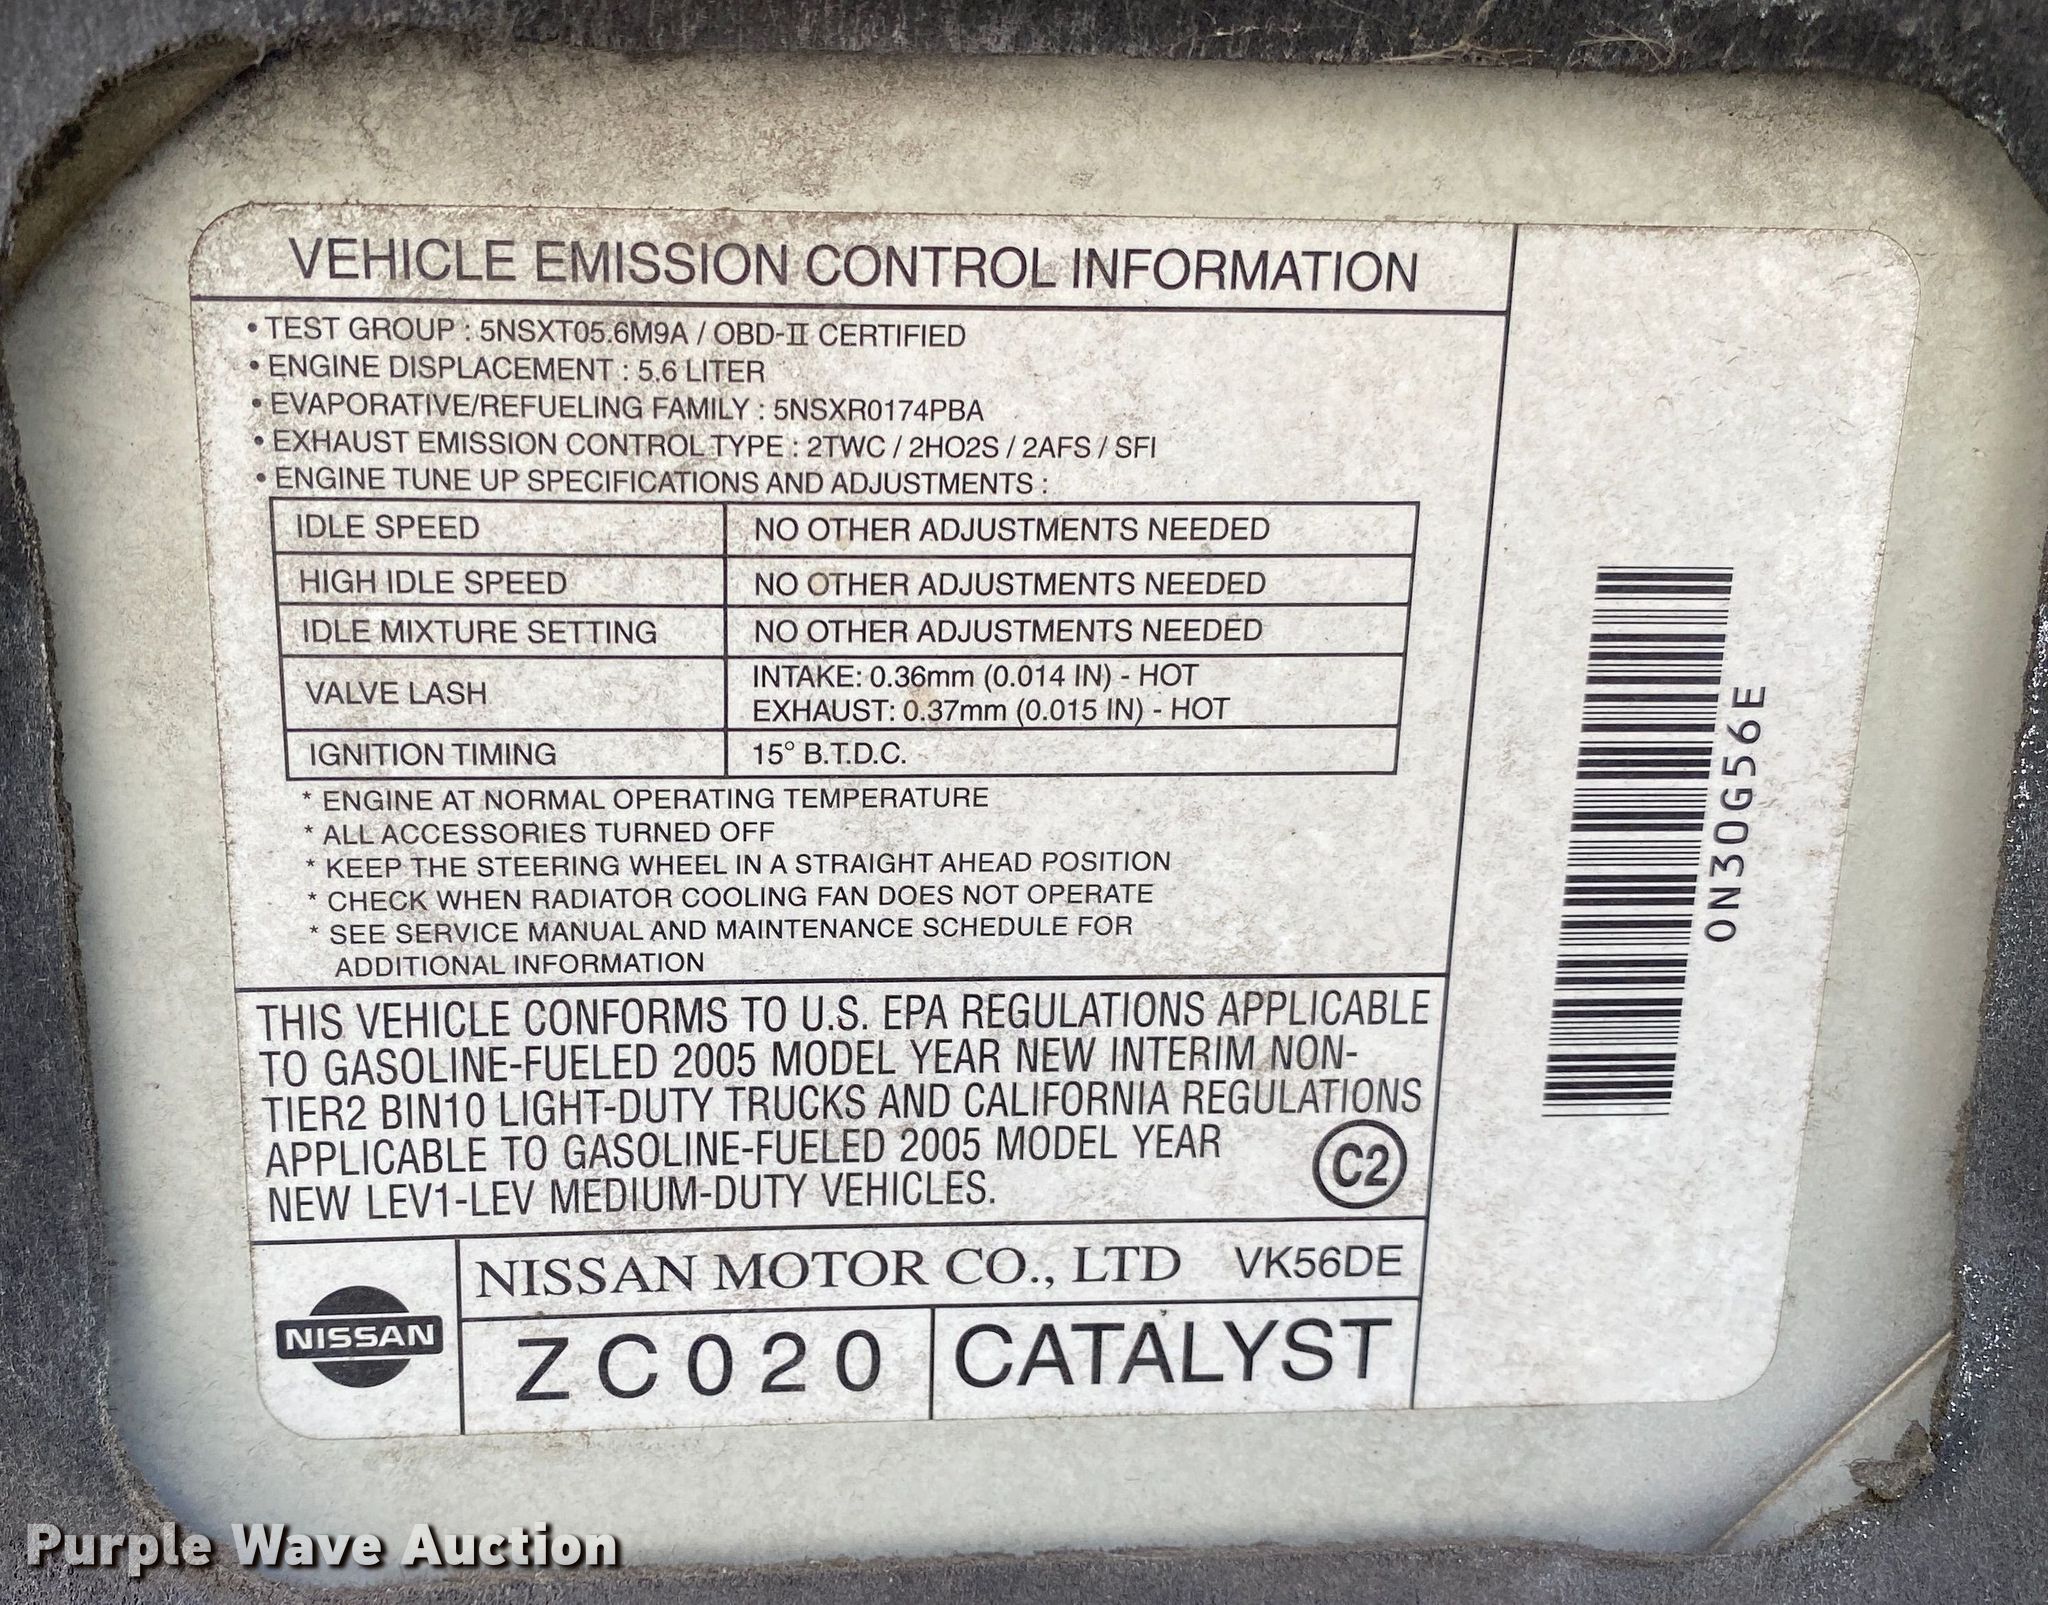 VEHICLE EMISSION CONTROL INFORMATION
• TEST GROUP : 5NSXT05.6M9A / OBD-II CERTIFIED
• ENGINE DISPLACEMENT : 5.6 LITER
• EVAPORATIVE/REFUELING FAMILY : 5NSXR0174PBA
• EXHAUST EMISSION CONTROL TYPE : 2TWC / 2HO2S / 2AFS / SFI
• ENGINE TUNE UP SPECIFICATIONS AND ADJUSTMENTS :
IDLE SPEED NO OTHER ADJUSTMENTS NEEDED
HIGH IDLE SPEED NO OTHER ADJUSTMENTS NEEDED
IDLE MIXTURE SETTING NO OTHER ADJUSTMENTS NEEDED
VALVE LASH INTAKE: 0.36mm (0.014 IN) - HOT
EXHAUST: 0.37mm (0.015 IN) - HOT
IGNITION TIMING 15° B.T.D.C.
* ENGINE AT NORMAL OPERATING TEMPERATURE
* ALL ACCESSORIES TURNED OFF
* KEEP THE STEERING WHEEL IN A STRAIGHT AHEAD POSITION
* CHECK WHEN RADIATOR COOLING FAN DOES NOT OPERATE
* SEE SERVICE MANUAL AND MAINTENANCE SCHEDULE FOR
ADDITIONAL INFORMATION
THIS VEHICLE CONFORMS TO U.S. EPA REGULATIONS APPLICABLE
TO GASOLINE-FUELED 2005 MODEL YEAR NEW INTERIM NON-
TIER2 BIN10 LIGHT-DUTY TRUCKS AND CALIFORNIA REGULATIONS
APPLICABLE TO GASOLINE-FUELED 2005 MODEL YEAR
NEW LEV1-LEV MEDIUM-DUTY VEHICLES.
C2
NISSAN
NISSAN MOTOR CO., LTD VK56DE
ZC020 CATALYST
0N30G56E
Purple Wave Auction